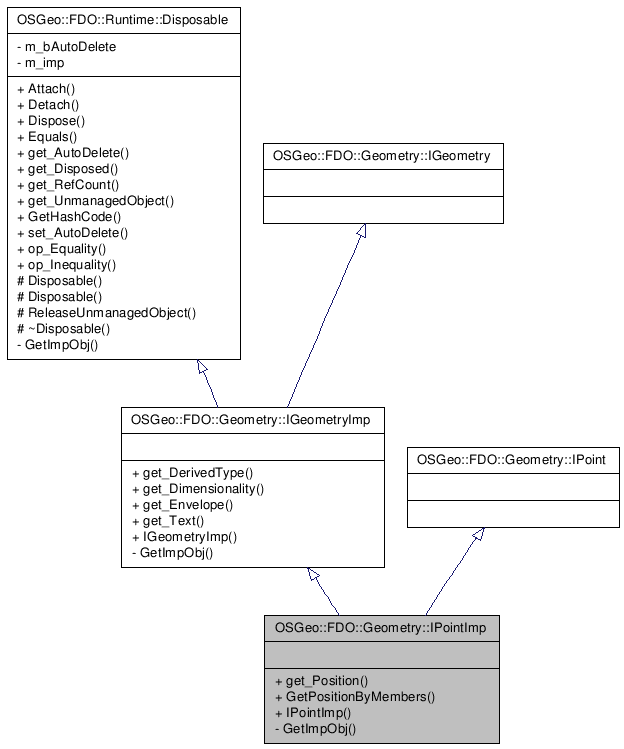 OSGeo::FDO::Runtime::Disposable
- m_bAutoDelete
- m_imp
+ Attach()
+ Detach()
+ Dispose()
+ Equals()
+ get_AutoDelete()
+ get_Disposed()
+ get_RefCount()
+ get_UnmanagedObject()
+ GetHashCode()
+ set_AutoDelete()
+ op_Equality()
+ op_Inequality()
# Disposable()
# Disposable()
# ReleaseUnmanagedObject()
# ~Disposable()
- GetImpObj()
OSGeo::FDO::Geometry::IGeometry
OSGeo::FDO::Geometry::IGeometryImp
+ get_DerivedType()
+ get_Dimensionality()
+ get_Envelope()
+ get_Text()
+ IGeometryImp()
- GetImpObj()
OSGeo::FDO::Geometry::IPoint
OSGeo::FDO::Geometry::IPointImp
+ get_Position()
+ GetPositionByMembers()
+ IPointImp()
- GetImpObj()